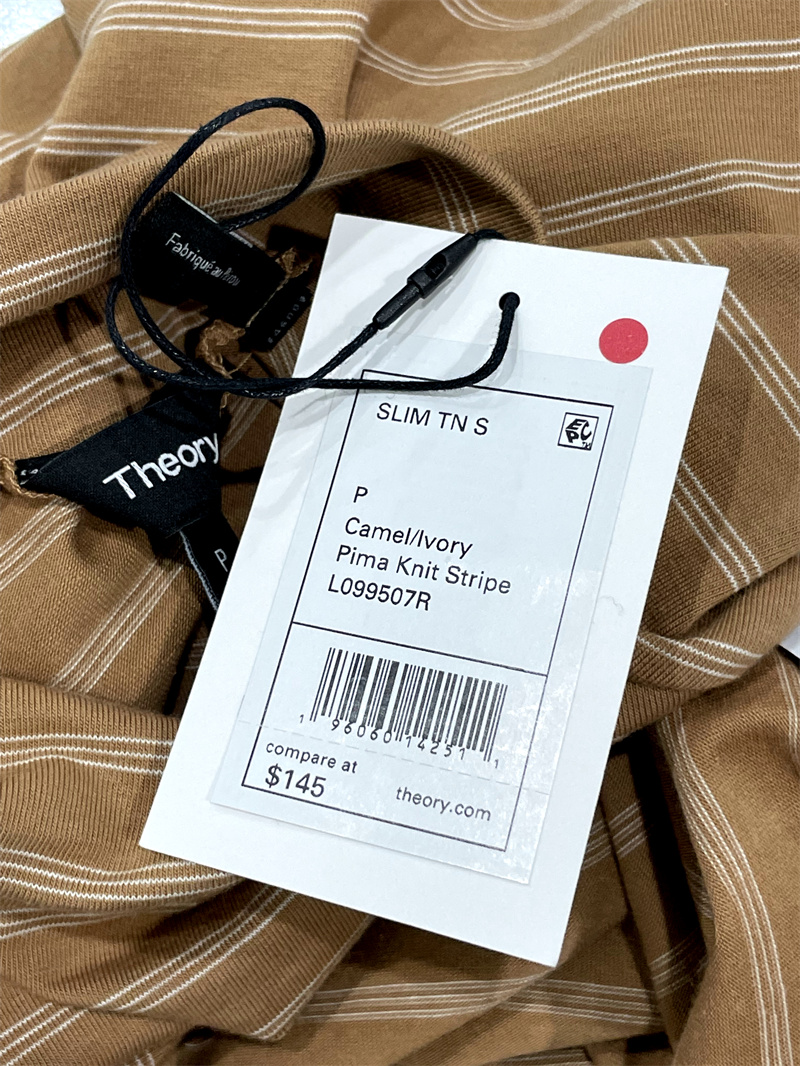 Fabriqué au
Theory
P
SLIM TN S
P
Camel/Ivory
Pima Knit Stripe
L099507R
1 96060 14251 1
compare at
$145
theory.com